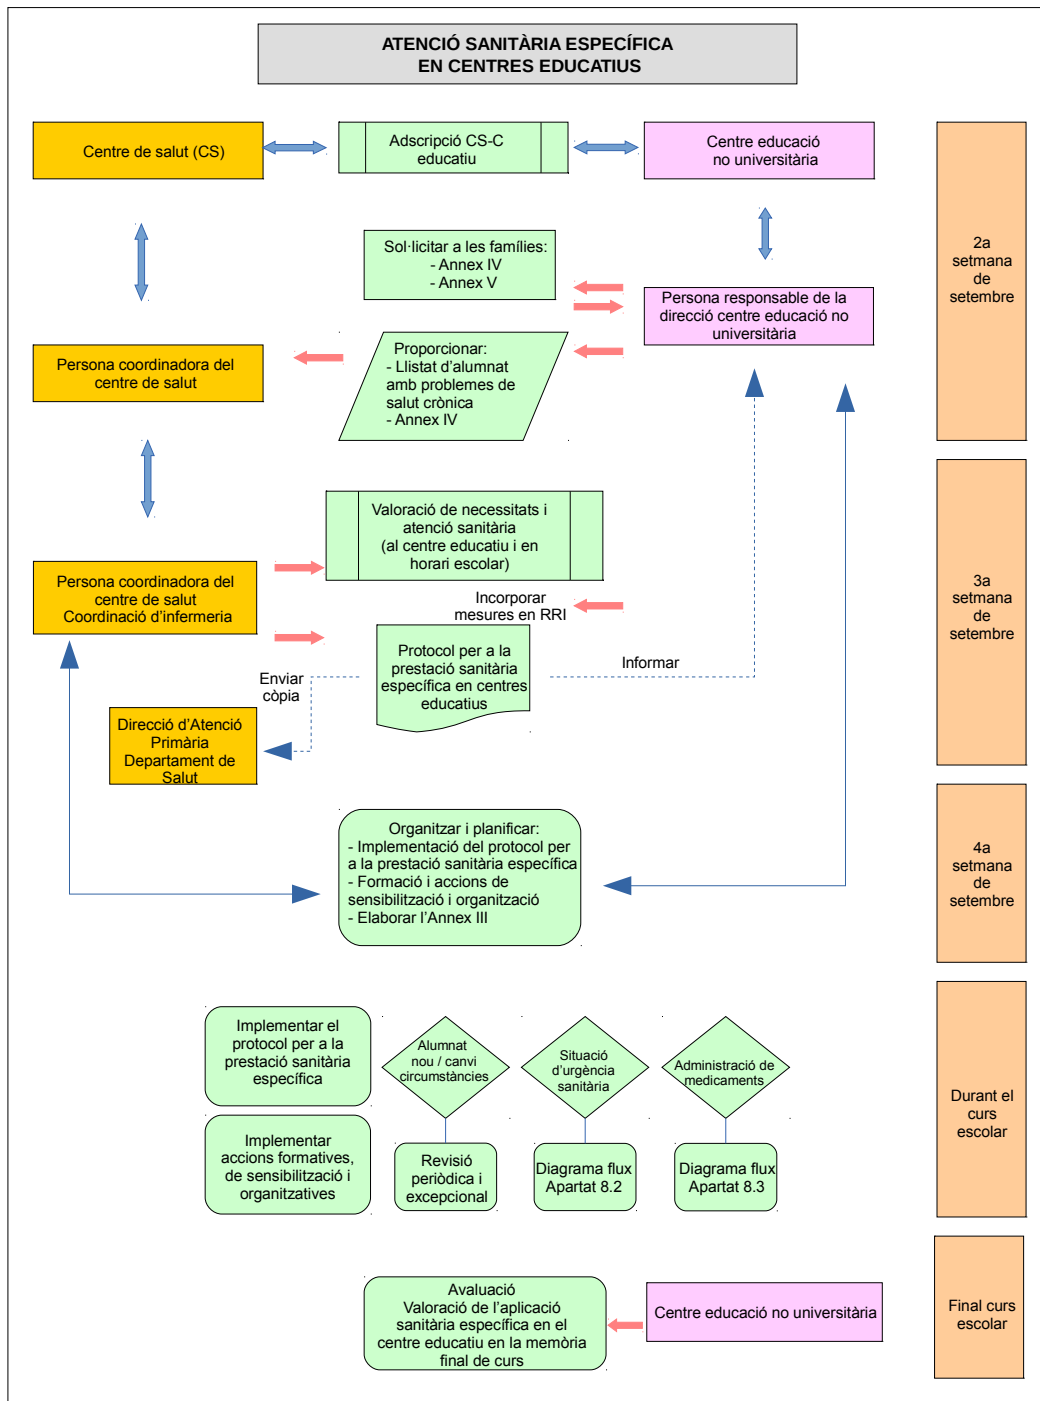 ATENCIÓ SANITÀRIA ESPECÍFICA
EN CENTRES EDUCATIUS
Centre de salut (CS)
Adscripció CS-C
educatiu
Centre educació
no universitària
2a
setmana
de
setembre
Sol·licitar a les famílies:
- Annex IV
- Annex V
Persona responsable de la
direcció centre educació no
universitària
Persona coordinadora del
centre de salut
Proporcionar:
- Llistat d'alumnat
amb problemes de
salut crònica
- Annex IV
Valoració de necessitats i
atenció sanitària
(al centre educatiu i en
horari escolar)
3a
setmana
de
setembre
Persona coordinadora del
centre de salut
Coordinació d'infermeria
Incorporar
mesures en RRI
Protocol per a la
prestació sanitària
específica en centres
educatius
Informar
Enviar
còpia
Direcció d'Atenció
Primària
Departament de
Salut
Organitzar i planificar:
- Implementació del protocol per
a la prestació sanitària específica
- Formació i accions de
sensibilització i organització
- Elaborar l'Annex III
4a
setmana
de
setembre
Implementar el
protocol per a la
prestació sanitària
específica
Alumnat
nou / canvi
circumstàncies
Situació
d'urgència
sanitària
Administració de
medicaments
Durant el
curs
escolar
Implementar
accions formatives,
de sensibilització i
organitzatives
Revisió
periòdica i
excepcional
Diagrama flux
Apartat 8.2
Diagrama flux
Apartat 8.3
Avaluació
Valoració de l'aplicació
sanitària específica en el
centre educatiu en la memòria
final de curs
Centre educació no universitària
Final curs
escolar